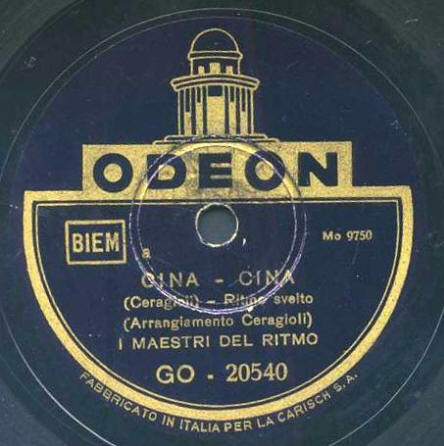 ODEON
BIEM
a
Mo 9750
CINA - CINA
(Ceragioli) - Ritmo svelto
(Arrangiamento Ceragioli)
I MAESTRI DEL RITMO
GO - 20540
FABBRICATO IN ITALIA PER LA CARISCH S.A.